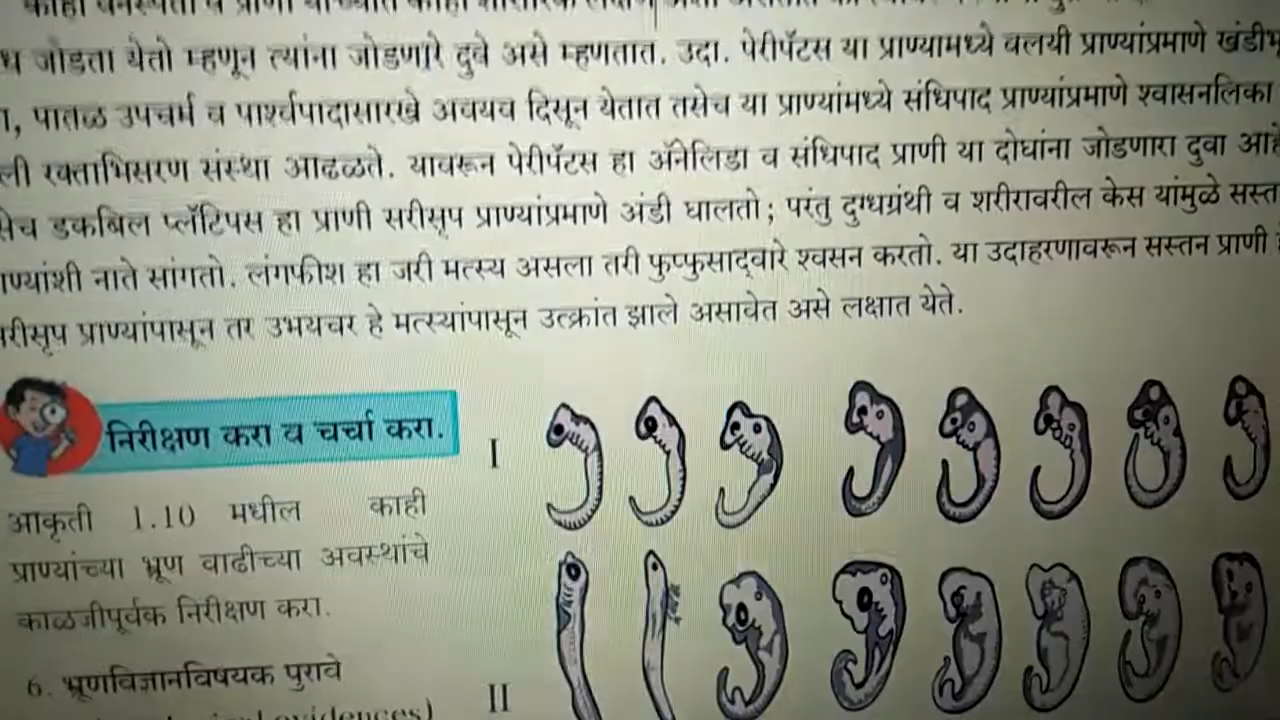 ध जोडता येतो म्हणून त्यांना जोडणारे दुवे असे म्हणतात. उदा. पेरीपॅटस या प्राण्यामध्ये वलयी प्राण्यांप्रमाणे खंडीभ
पातळ उपचर्म व पार्श्वपादासारखे अवयव दिसून येतात तसेच या प्राण्यांमध्ये संधिपाद प्राण्यांप्रमाणे श्वासनलिका
ली रक्ताभिसरण संस्था आढळते. यावरून पेरीपॅटस हा ॲनेलिडा व संधिपाद प्राणी या दोघांना जोडणारा दुवा आहे
सेच डकबिल प्लॅटिपस हा प्राणी सरीसृप प्राण्यांप्रमाणे अंडी घालतो; परंतु दुग्धग्रंथी व शरीरावरील केस यांमुळे सस्त
ण्यांशी नाते सांगतो. लंगफीश हा जरी मत्स्य असला तरी फुप्फुसाद्वारे श्वसन करतो. या उदाहरणावरून सस्तन प्राणी
रीसृप प्राण्यांपासून तर उभयचर हे मत्स्यांपासून उत्क्रांत झाले असावेत असे लक्षात येते.
निरीक्षण करा व चर्चा करा.
I
आकृती 1.10 मधील काही
प्राण्यांच्या भ्रूण वाढीच्या अवस्थांचे
काळजीपूर्वक निरीक्षण करा.
6. भ्रूणविज्ञानविषयक पुरावे
II
evidences)